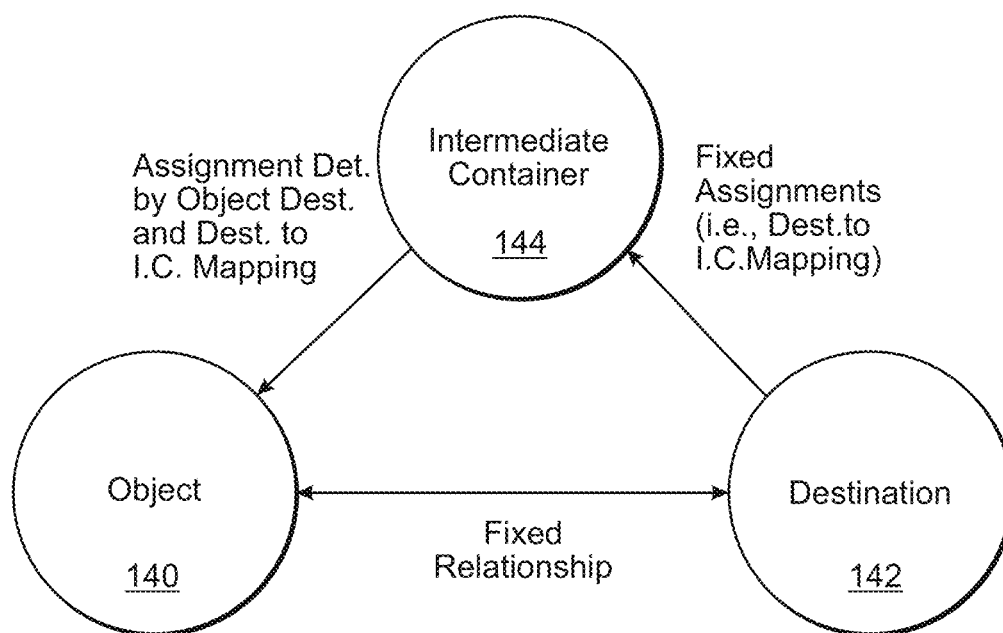 Intermediate
Container
144
Assignment Det.
by Object Dest.
and Dest. to
I.C. Mapping
Fixed
Assignments
(i.e., Dest.to
I.C.Mapping)
Object
140
Fixed
Relationship
Destination
142